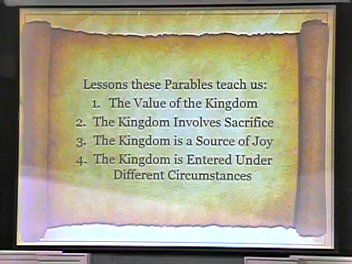 Lessons these Parables teach us:
1. The Value of the Kingdom
2. The Kingdom Involves Sacrifice
3. The Kingdom is a Source of Joy
4. The Kingdom is Entered Under
Different Circumstances